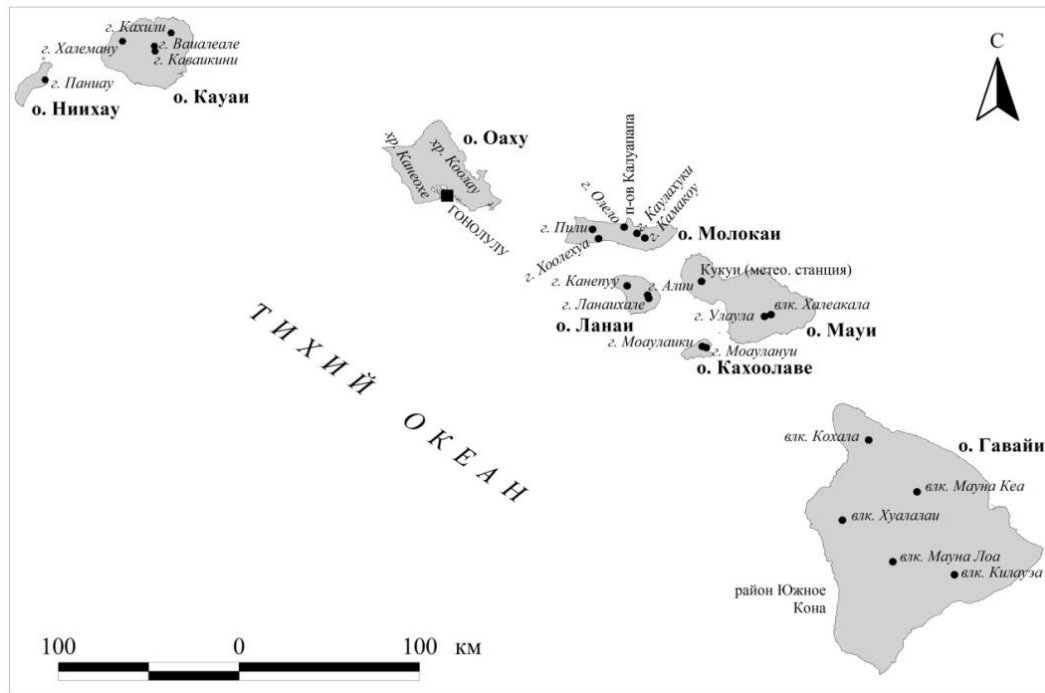 г. Кахили
г. Халеману
г. Ваиалеале
г. Каваикини
г. Паниау
о. Ниихау
о. Кауаи
С
о. Оаху
хр. Канеохе
хр. Коолау
ГОНОЛУЛУ
п-ов Калуапапа
г. Олело
г. Каулахуки
г. Камакоу
г. Пили
г. Хоолехуа
о. Молокаи
г. Канепуу
г. Алии
г. Ланаихале
о. Ланаи
Кукуи (метео. станция)
влк. Халеакала
г. Улаула
о. Мауи
г. Моаулаики
г. Моаулануи
о. Кахоолаве
ТИХИЙ ОКЕАН
влк. Кохала
о. Гавайи
влк. Мауна Кеа
влк. Хуалалаи
влк. Мауна Лоа
влк. Килауэа
район Южное
Кона
100 0 100 км